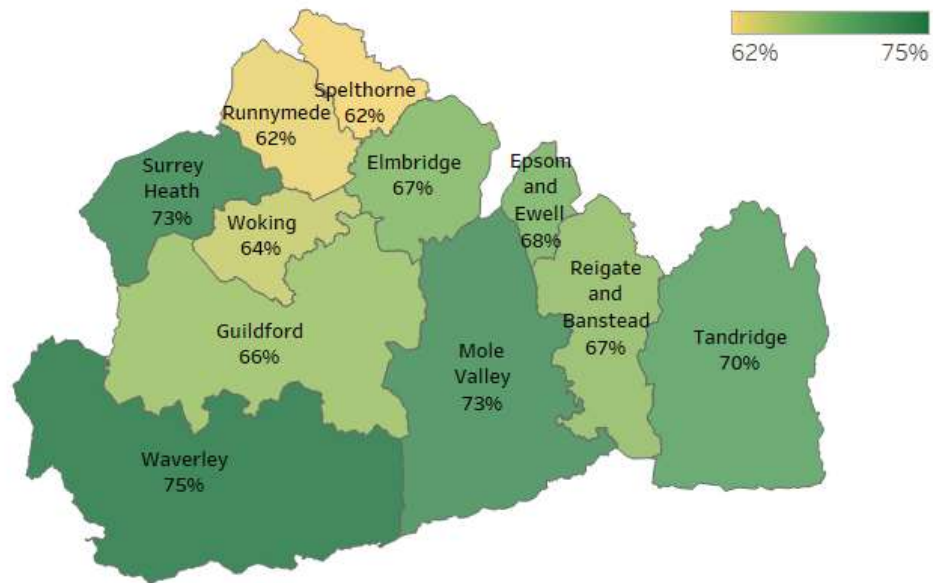 62% 75%
Spelthorne
62%
Runnymede
62%
Elmbridge
67%
Epsom
and
Ewell
68%
Surrey
Heath
73%
Woking
64%
Reigate
and
Banstead
67%
Guildford
66%
Mole
Valley
73%
Tandridge
70%
Waverley
75%